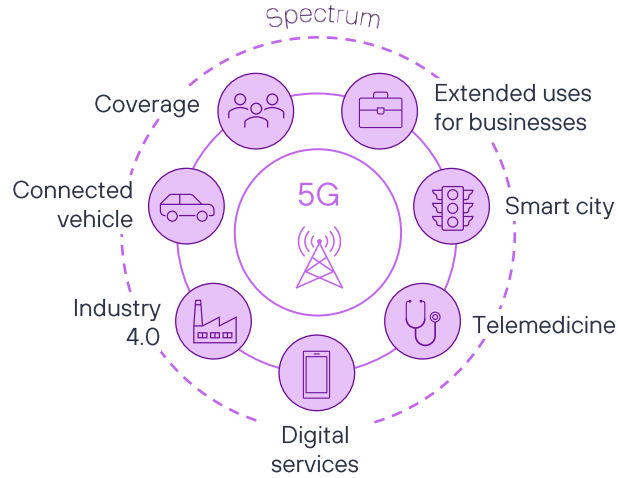 Spectrum
Coverage
Extended uses
for businesses
Connected
vehicle
5G
Smart city
Industry
4.0
Telemedicine
Digital
services